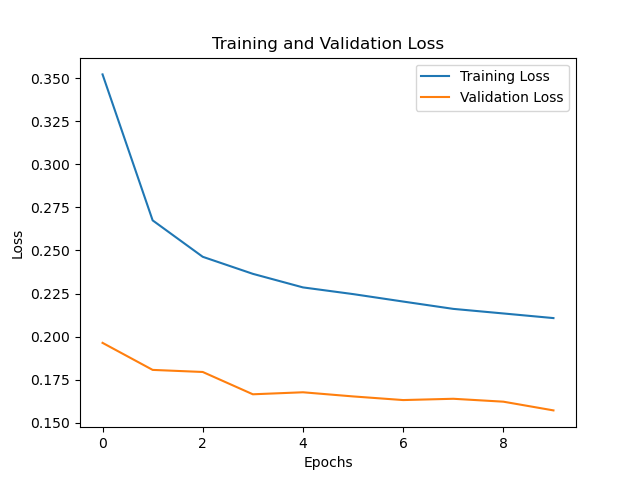 Training and Validation Loss
Training Loss
Validation Loss
Loss
0.350
0.325
0.300
0.275
0.250
0.225
0.200
0.175
0.150
0 2 4 6 8
Epochs